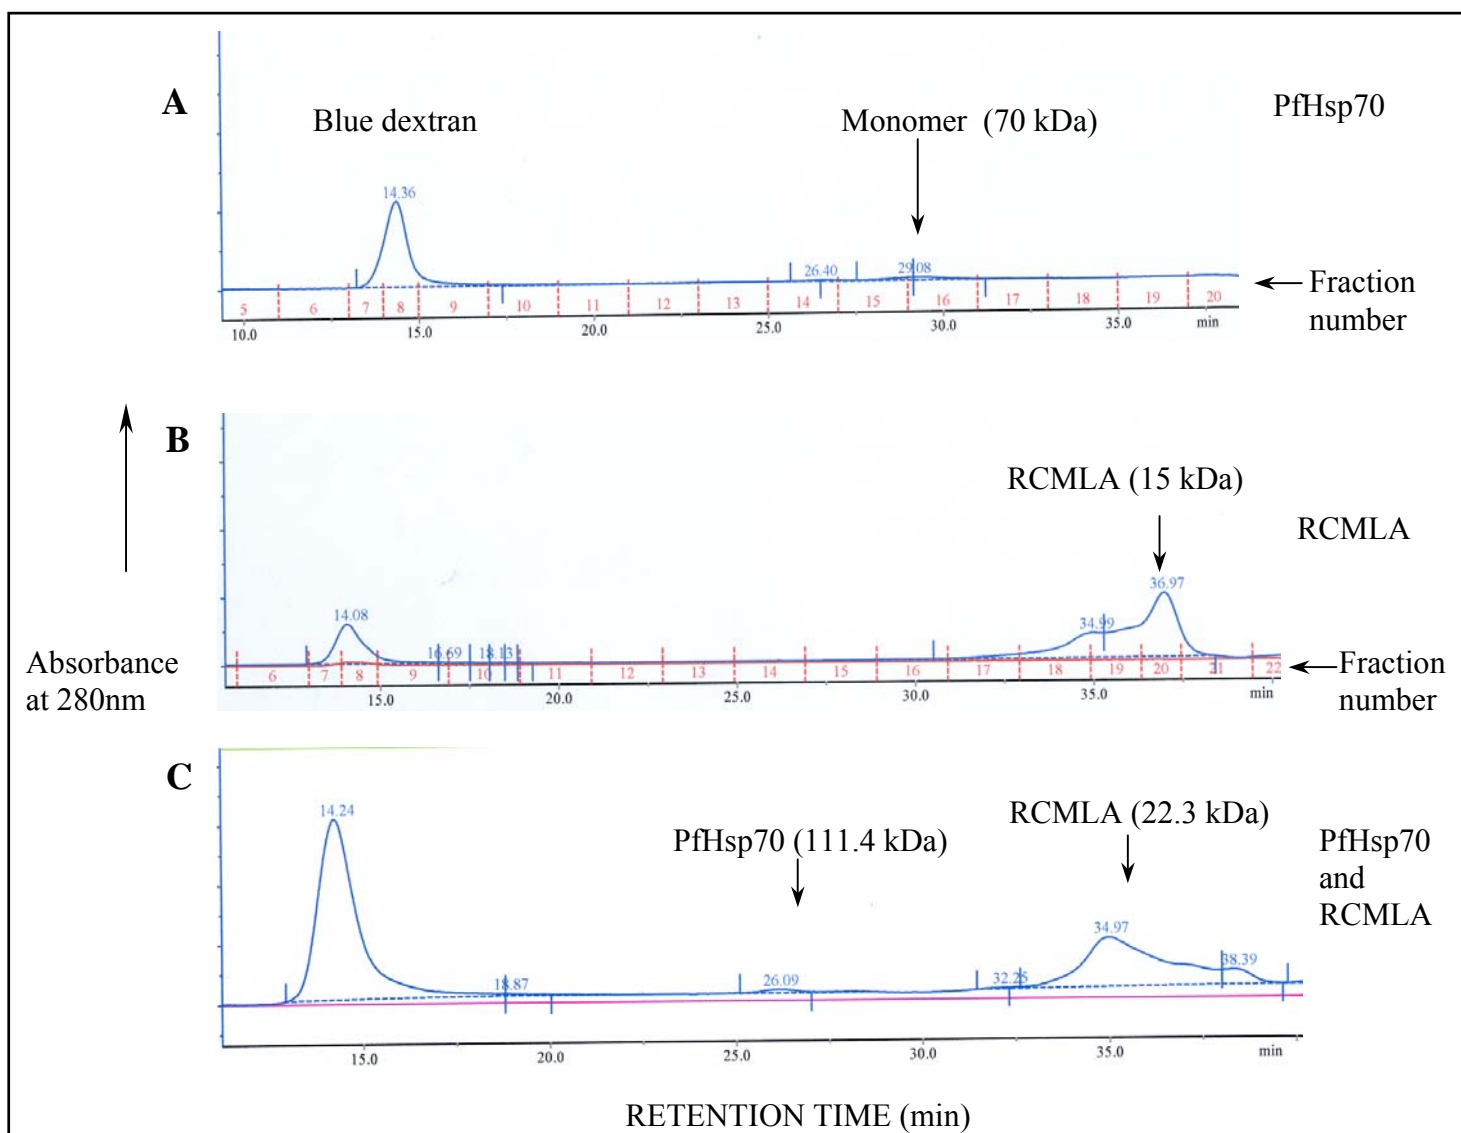 A
Blue dextran
Monomer (70 kDa)
PfHsp70
14.36
26.40
29.08
5 6 7 8 9 10 11 12 13 14 15 16 17 18 19 20
Fraction
number
10.0 15.0 20.0 25.0 30.0 35.0 min
B
RCMLA (15 kDa)
RCMLA
14.08
16.69
18.13
34.99
36.97
6 7 8 9 10 11 12 13 14 15 16 17 18 19 20 21 22
Fraction
number
15.0 20.0 25.0 30.0 35.0 min
Absorbance
at 280nm
C
PfHsp70 (111.4 kDa)
RCMLA (22.3 kDa)
PfHsp70
and
RCMLA
14.24
18.87
26.09
32.25
34.97
38.39
15.0 20.0 25.0 30.0 35.0 min
RETENTION TIME (min)